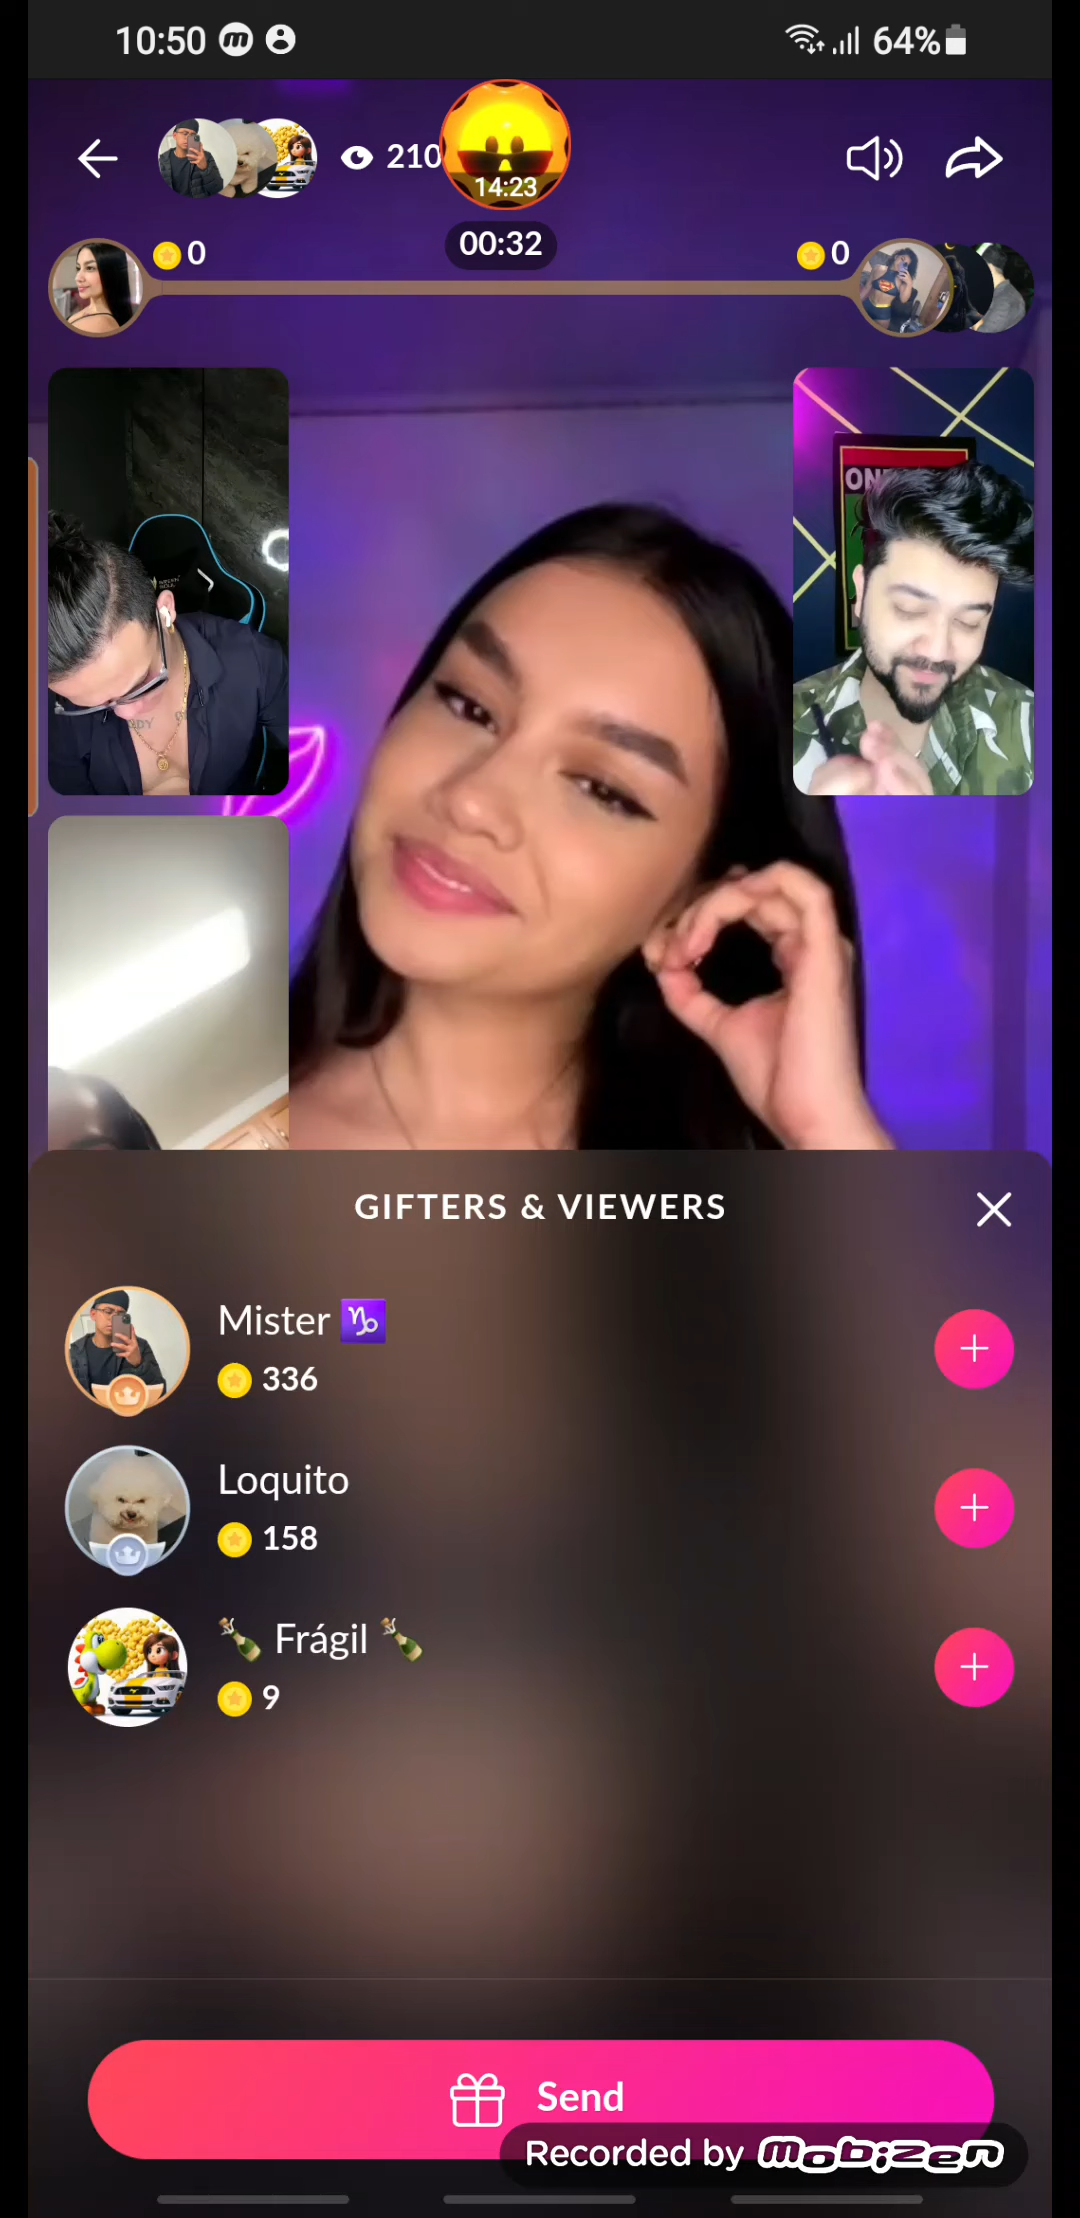 10:50
64%
210
14:23
00:32
0
0
ON
GIFTERS & VIEWERS
Mister ♑
336
Loquito
158
🍾 Frágil 🍾
9
Send
Recorded by mobizen